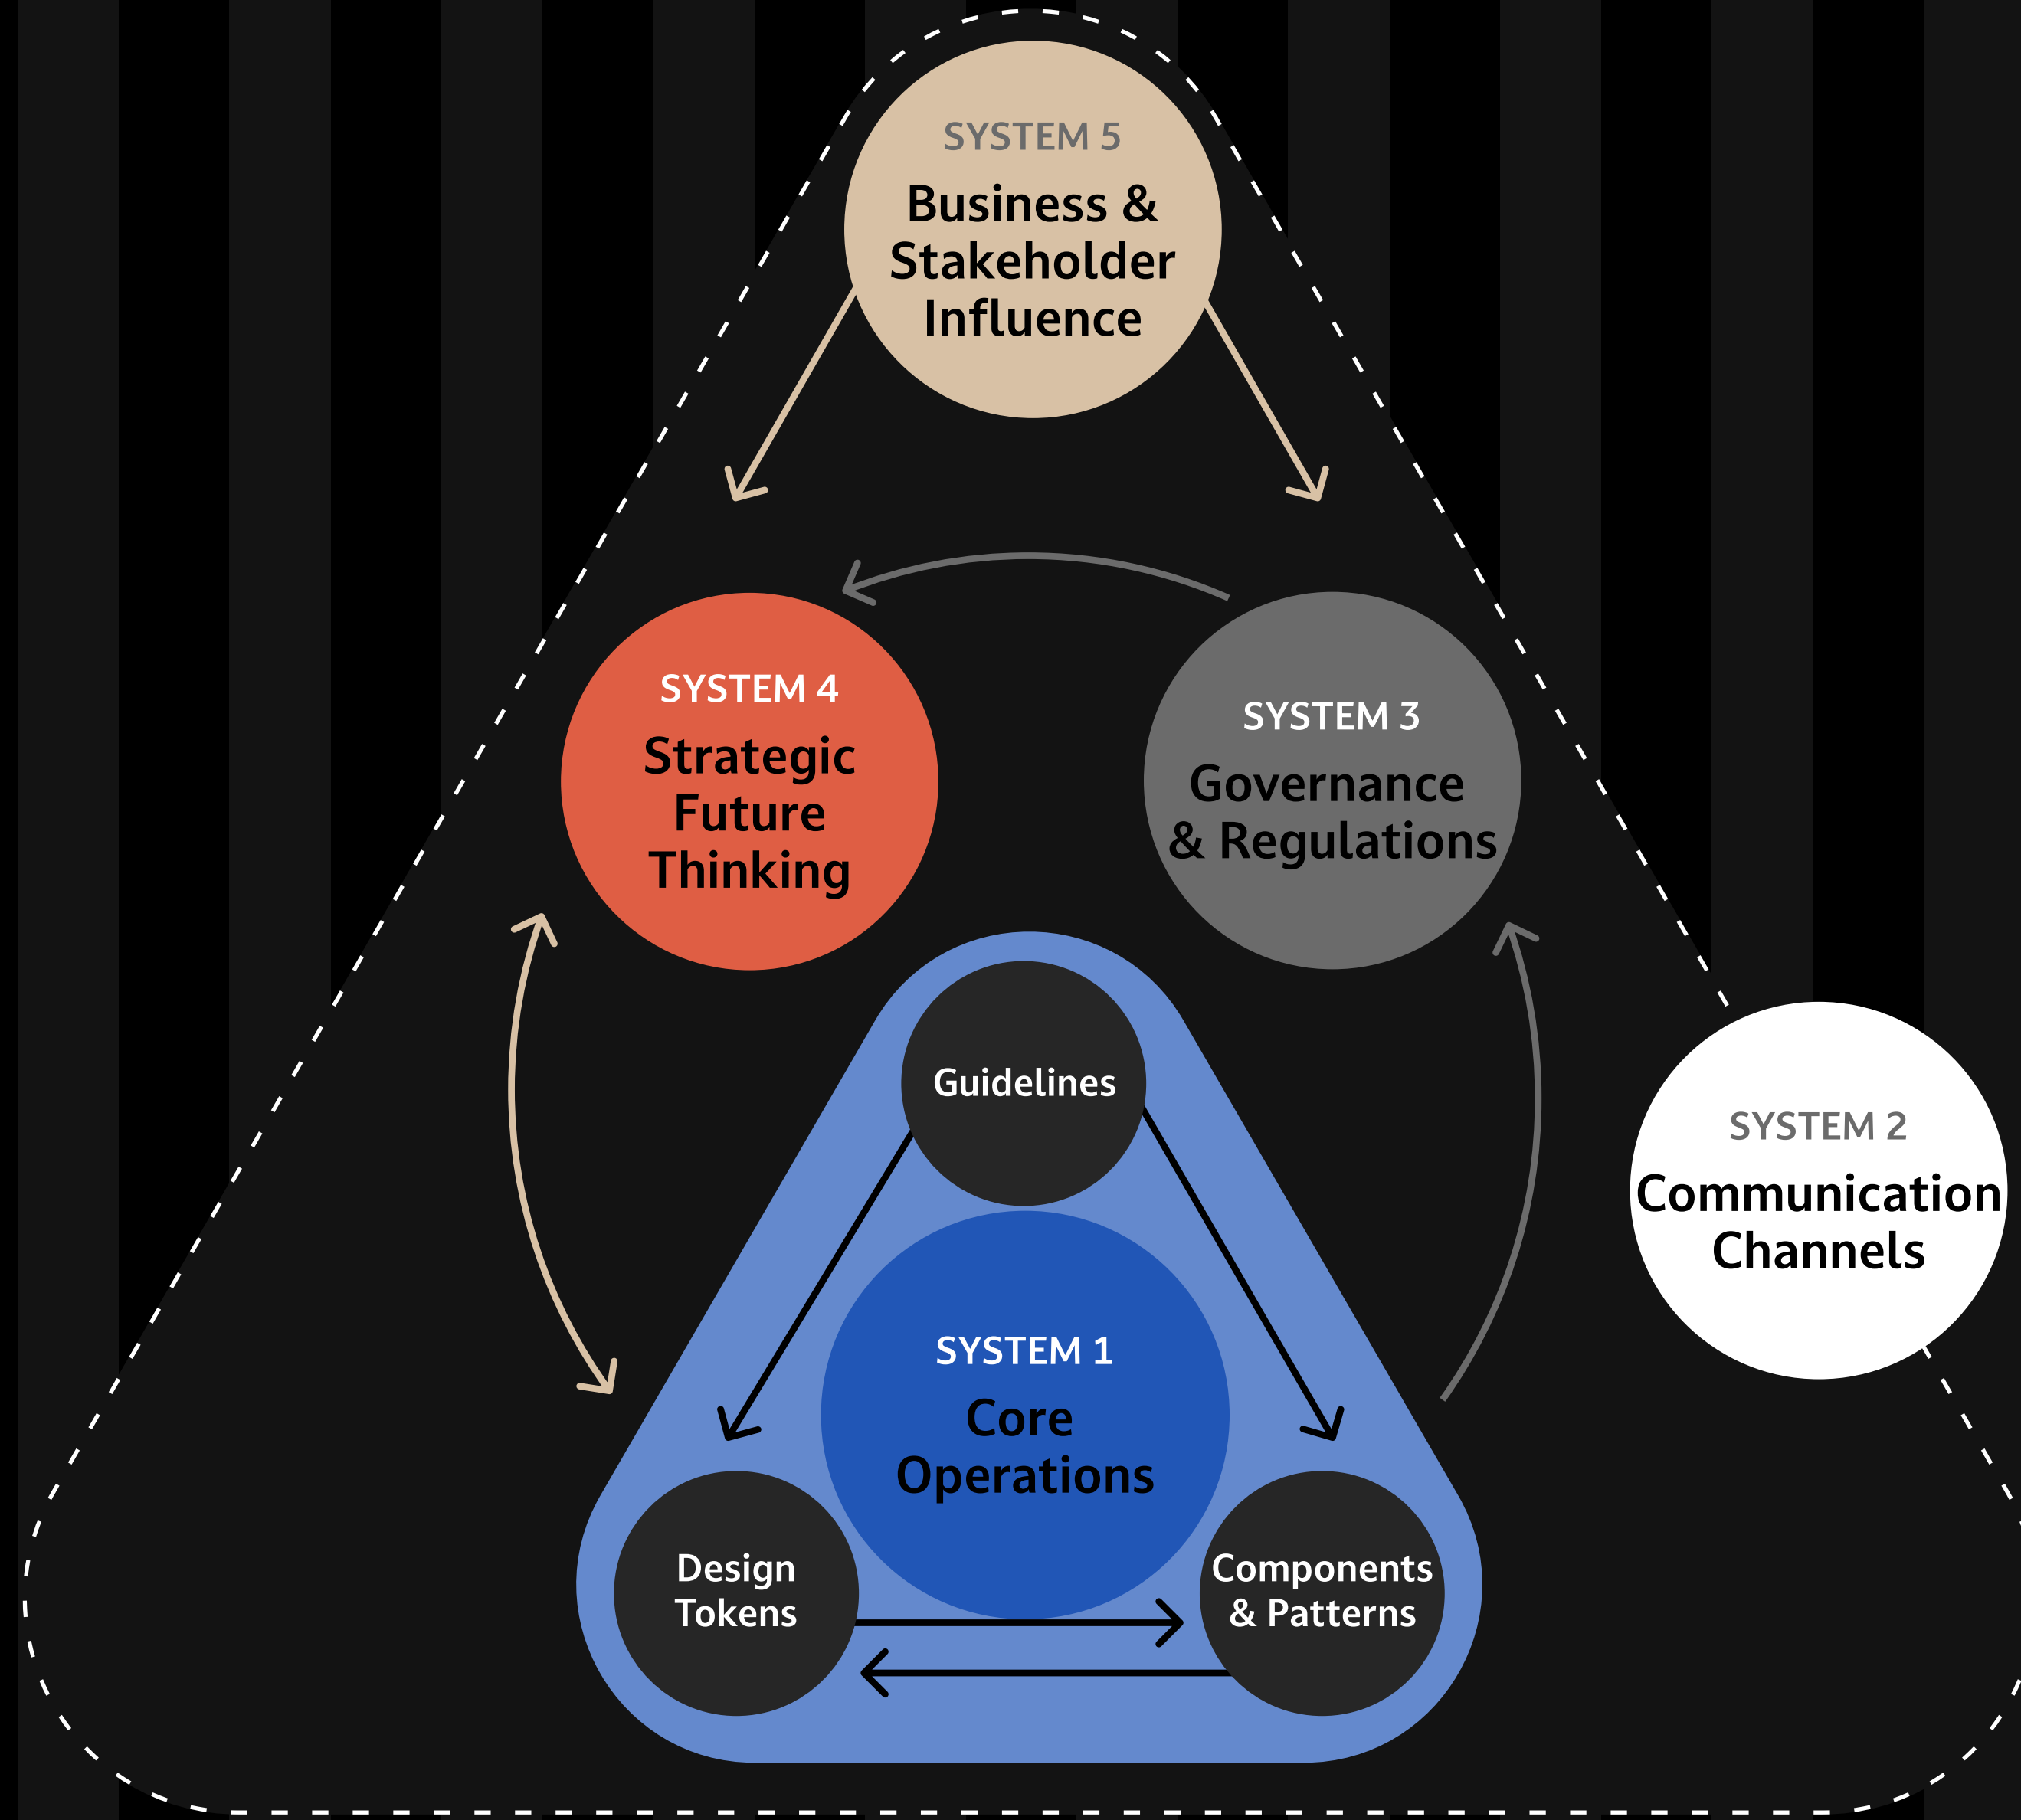 SYSTEM 5
Business &
Stakeholder
Influence
SYSTEM 4
Strategic
Future
Thinking
SYSTEM 3
Governance
& Regulations
Guidelines
SYSTEM 2
Communication
Channels
SYSTEM 1
Core
Operations
Design
Tokens
Components
& Patterns